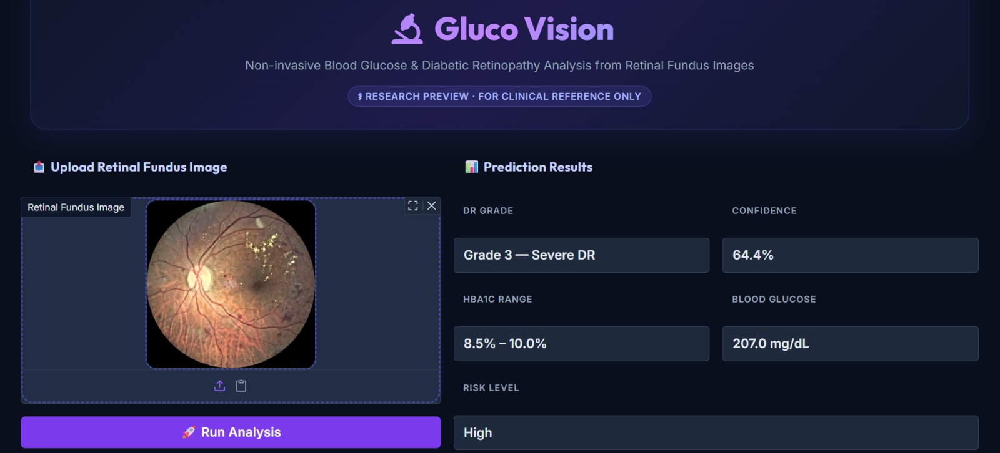 Gluco Vision
Non-invasive Blood Glucose & Diabetic Retinopathy Analysis from Retinal Fundus Images
RESEARCH PREVIEW · FOR CLINICAL REFERENCE ONLY
Upload Retinal Fundus Image
Retinal Fundus Image
Run Analysis
Prediction Results
DR GRADE
Grade 3 — Severe DR
CONFIDENCE
64.4%
HBA1C RANGE
8.5% – 10.0%
BLOOD GLUCOSE
207.0 mg/dL
RISK LEVEL
High